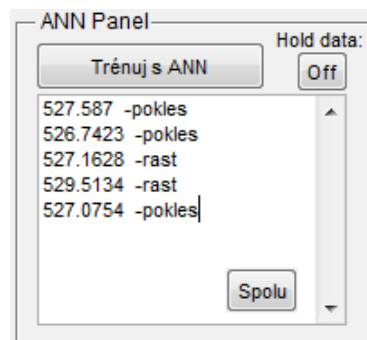 ANN Panel
Hold data:
Trénuj s ANN
Off
527.587 -pokles
526.7423 -pokles
527.1628 -rast
529.5134 -rast
527.0754 -pokles
Spolu